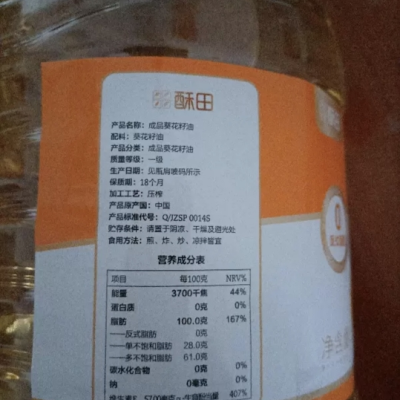 酥田
产品名称：成品葵花籽油
配料：葵花籽油
产品分类：成品葵花籽油
质量等级：一级
生产日期：见瓶肩喷码所示
保质期：18个月
加工工艺：压榨
产品原产国：中国
产品标准代号：Q/JZSP 0014S
贮存条件：请置于阴凉、干燥及避光处
食用方法：煎、炸、炒、凉拌皆宜
营养成分表
项目 每100克 NRV%
能量 3700千焦 44%
蛋白质 0克 0%
脂肪 100.0克 167%
——反式脂肪 0克
——单不饱和脂肪 28.0克
——多不饱和脂肪 61.0克
碳水化合物 0克 0%
钠 0毫克 0%
407%
0
净含量